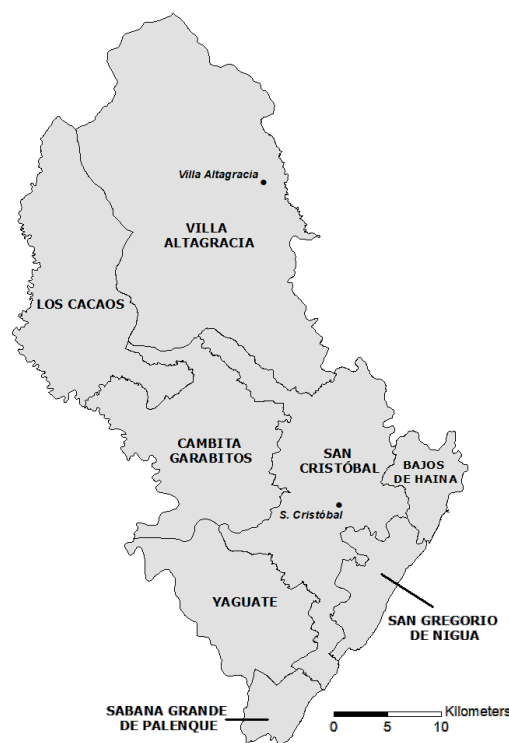 Villa Altagracia
VILLA
ALTAGRACIA
LOS CACAOS
CAMBITA
GARABITOS
SAN
CRISTÓBAL
BAJOS
DE HAINA
S. Cristóbal
YAGUATE
SAN GREGORIO
DE NIGUA
SABANA GRANDE
DE PALENQUE
Kilometers
0 5 10